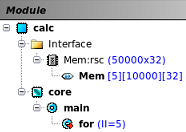 Module
calc
Interface
Mem:rsc (50000x32)
Mem [5][10000][32]
core
main
for (II=5)